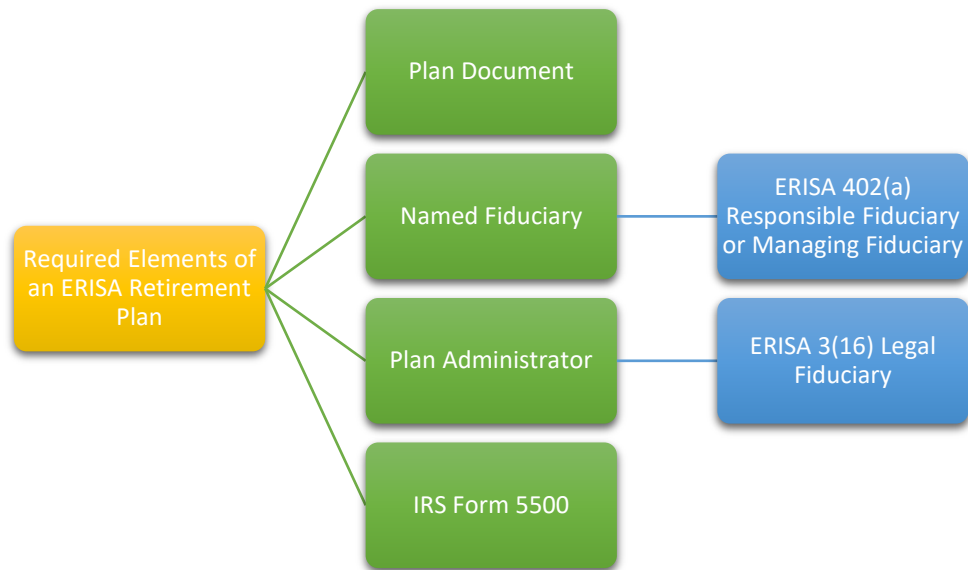 Required Elements of
an ERISA Retirement
Plan
Plan Document
Named Fiduciary
ERISA 402(a)
Responsible Fiduciary
or Managing Fiduciary
Plan Administrator
ERISA 3(16) Legal
Fiduciary
IRS Form 5500